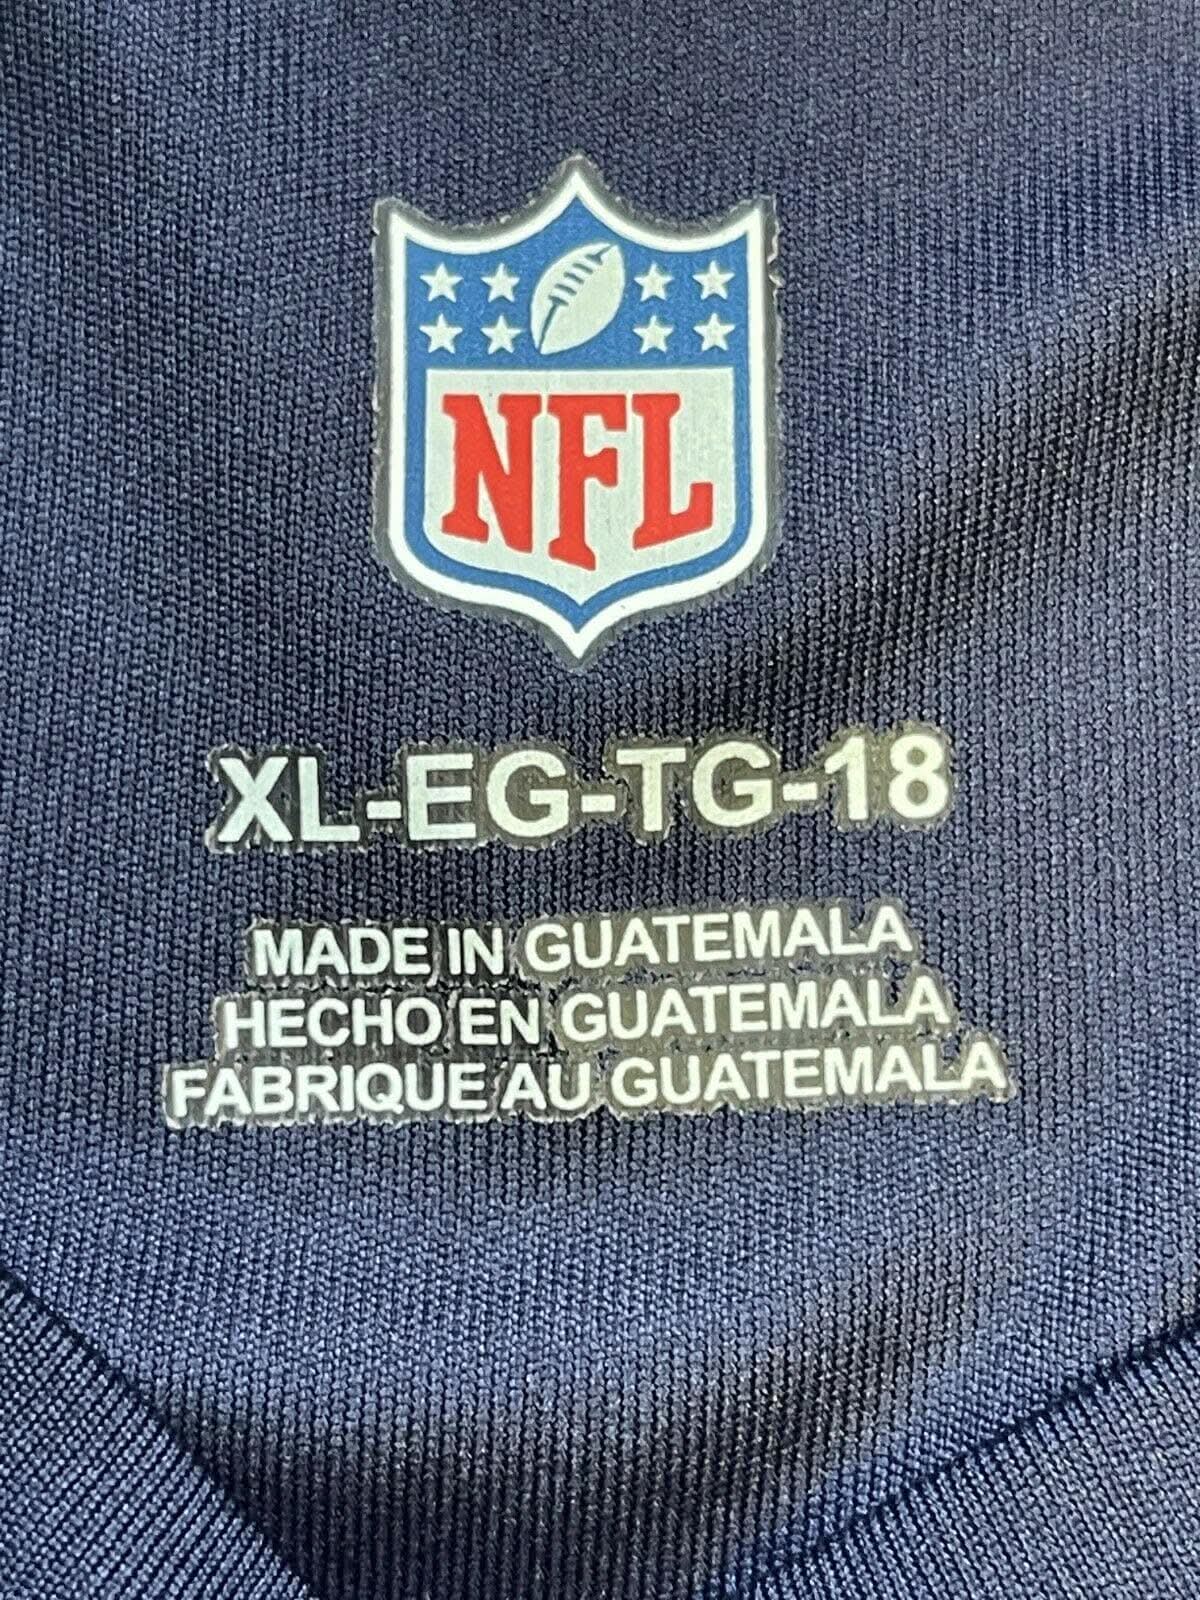 NFL
XL-EG-TG-18
MADE IN GUATEMALA
HECHO EN GUATEMALA
FABRIQUE AU GUATEMALA